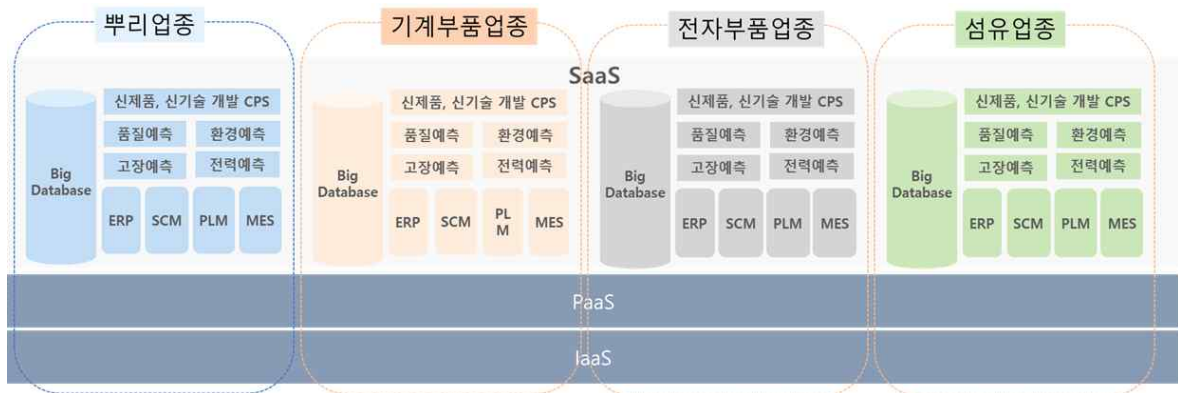 뿌리업종
기계부품업종
전자부품업종
섬유업종
SaaS
Big
Database
신제품, 신기술 개발 CPS
품질예측
환경예측
고장예측
전력예측
ERP
SCM
PLM
MES
Big
Database
신제품, 신기술 개발 CPS
품질예측
환경예측
고장예측
전력예측
ERP
SCM
PL
M
MES
Big
Database
신제품, 신기술 개발 CPS
품질예측
환경예측
고장예측
전력예측
ERP
SCM
PLM
MES
Big
Database
신제품, 신기술 개발 CPS
품질예측
환경예측
고장예측
전력예측
ERP
SCM
PLM
MES
PaaS
IaaS